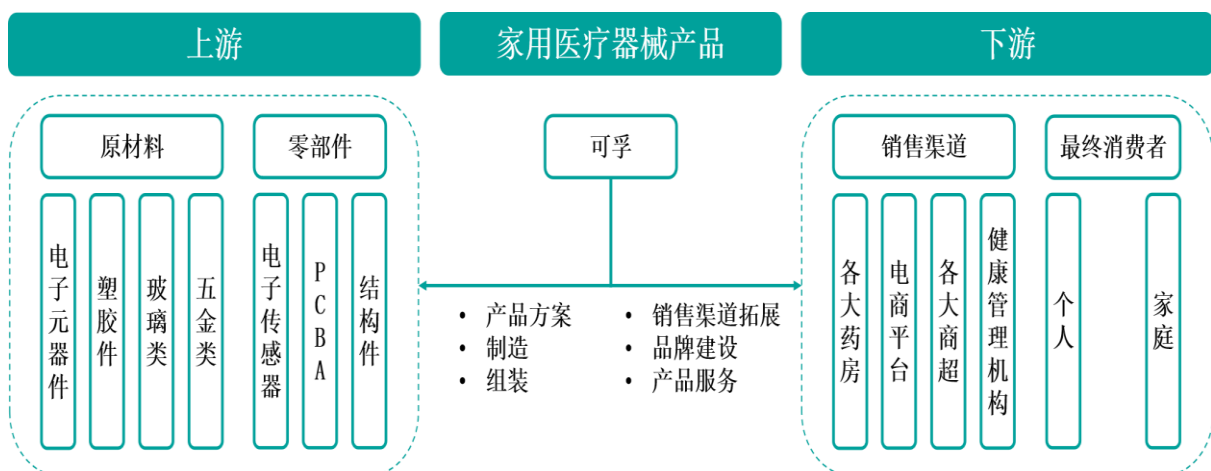 上游
家用医疗器械产品
下游
原材料
零部件
可孚
销售渠道
最终消费者
电子元器件
塑胶件
玻璃类
五金类
电子传感器
PCBA
结构件
• 产品方案
• 制造
• 组装
• 销售渠道拓展
• 品牌建设
• 产品服务
各大药房
电商平台
各大商超
健康管理机构
个人
家庭